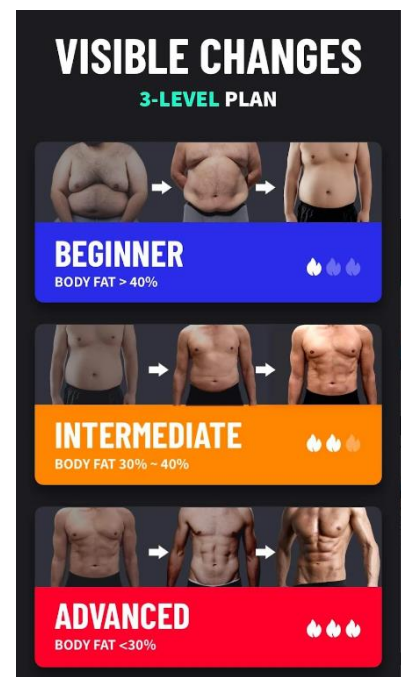 VISIBLE CHANGES
3-LEVEL PLAN
BEGINNER
BODY FAT > 40%
INTERMEDIATE
BODY FAT 30% ~ 40%
ADVANCED
BODY FAT <30%